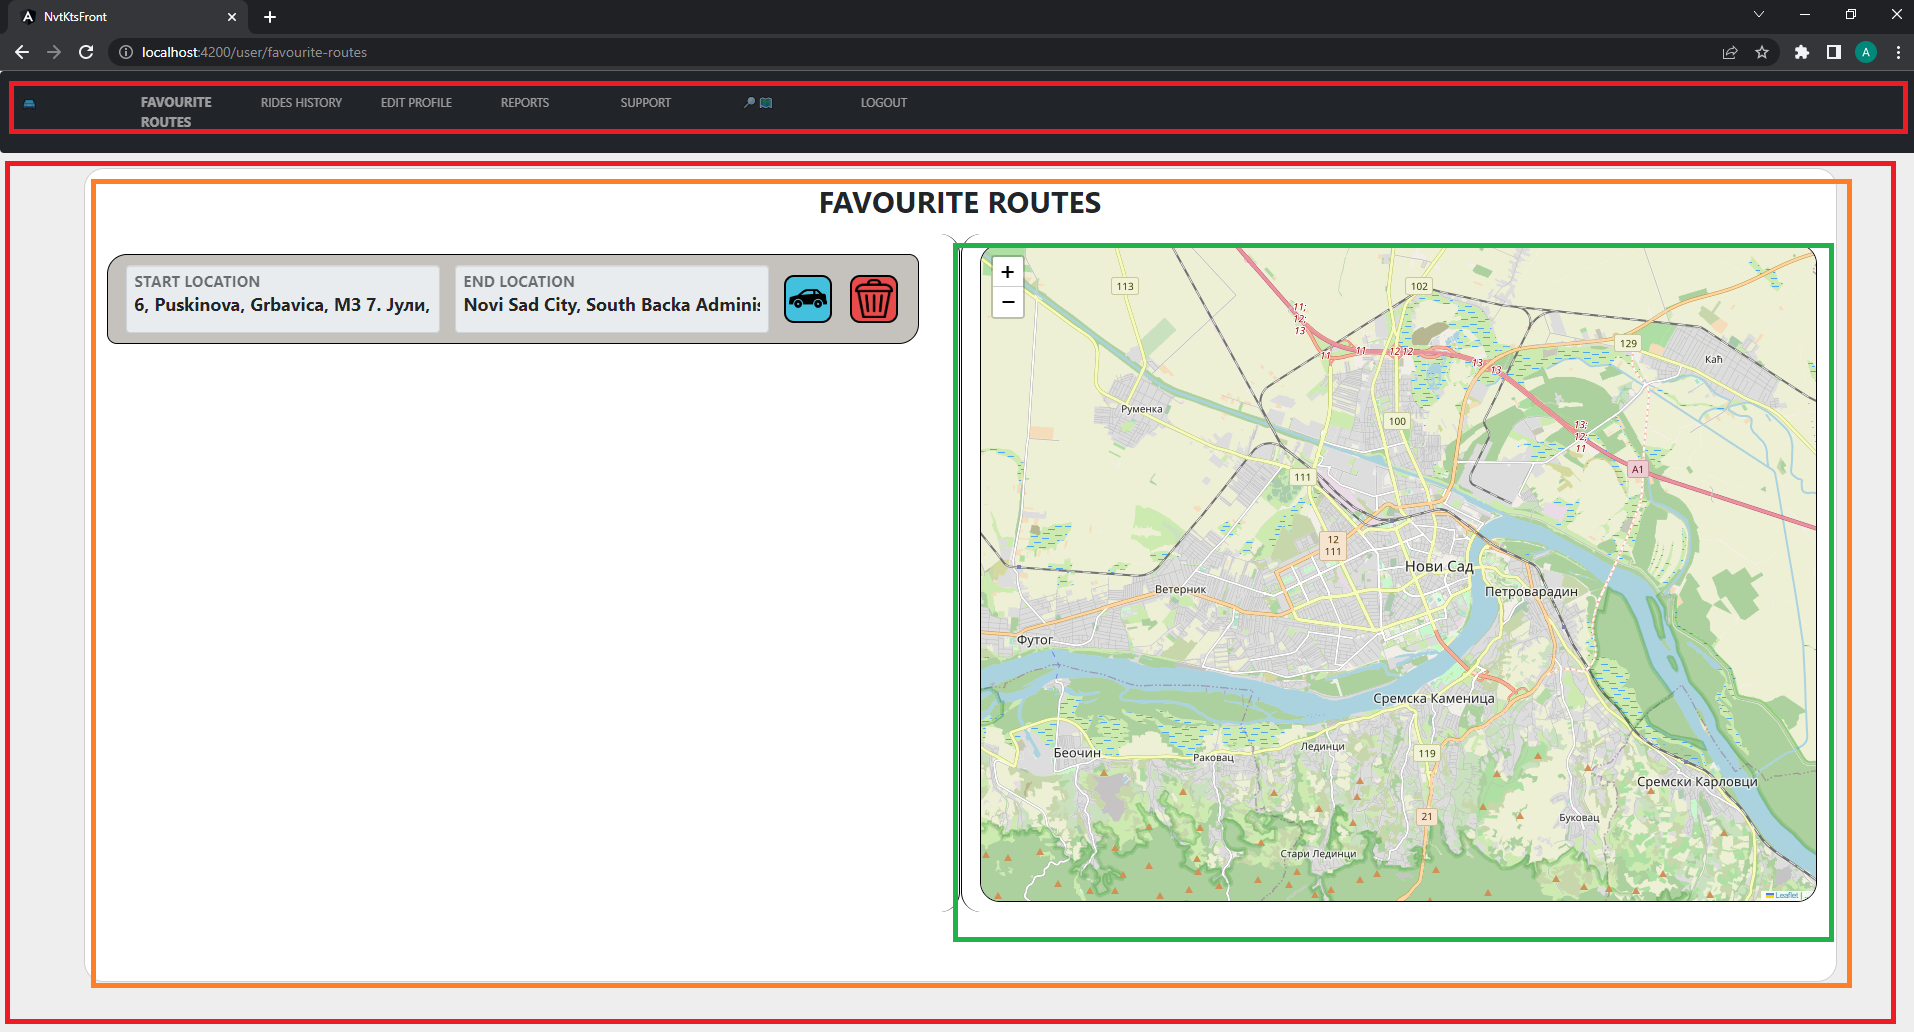 NvtKtsFront
localhost:4200/user/favourite-routes
A
FAVOURITE ROUTES
RIDES HISTORY
EDIT PROFILE
REPORTS
SUPPORT
LOGOUT
FAVOURITE ROUTES
START LOCATION
6, Puskinova, Grbavica, МЗ 7. Јули,
END LOCATION
Novi Sad City, South Backa Adminis
+
−
113
102
11;
12;
13
11
11
12
12
13
13
129
Каћ
Руменка
100
13;
12;
11
A1
111
12
111
Нови Сад
Ветерник
Петроварадин
Футог
Сремска Каменица
Беочин
Раковац
Лединци
119
Сремски Карловци
21
Буковац
Стари Лединци
Leaflet |